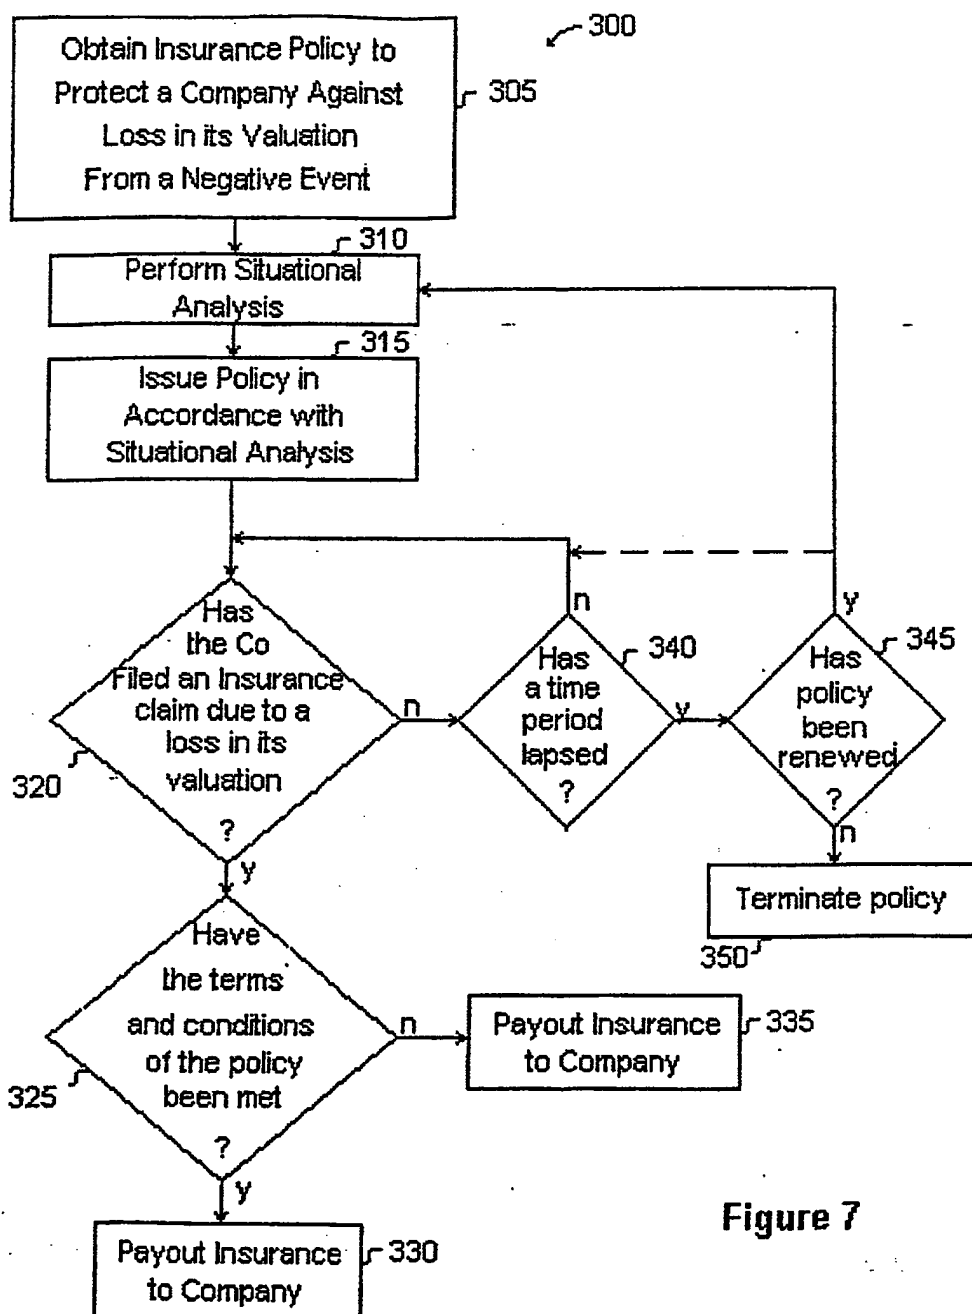 300
Obtain Insurance Policy to
Protect a Company Against
Loss in its Valuation
From a Negative Event
305
310
Perform Situational
Analysis
315
Issue Policy in
Accordance with
Situational Analysis
Has
the Co
Filed an Insurance
claim due to a
loss in its
valuation
?
320
n
y
n
340
Has
a time
period
lapsed
?
y
y
345
Has
policy
been
renewed
?
n
Terminate policy
350
Have
the terms
and conditions
of the policy
been met
?
325
n
Payout Insurance
to Company
335
y
Payout Insurance
to Company
330
Figure 7